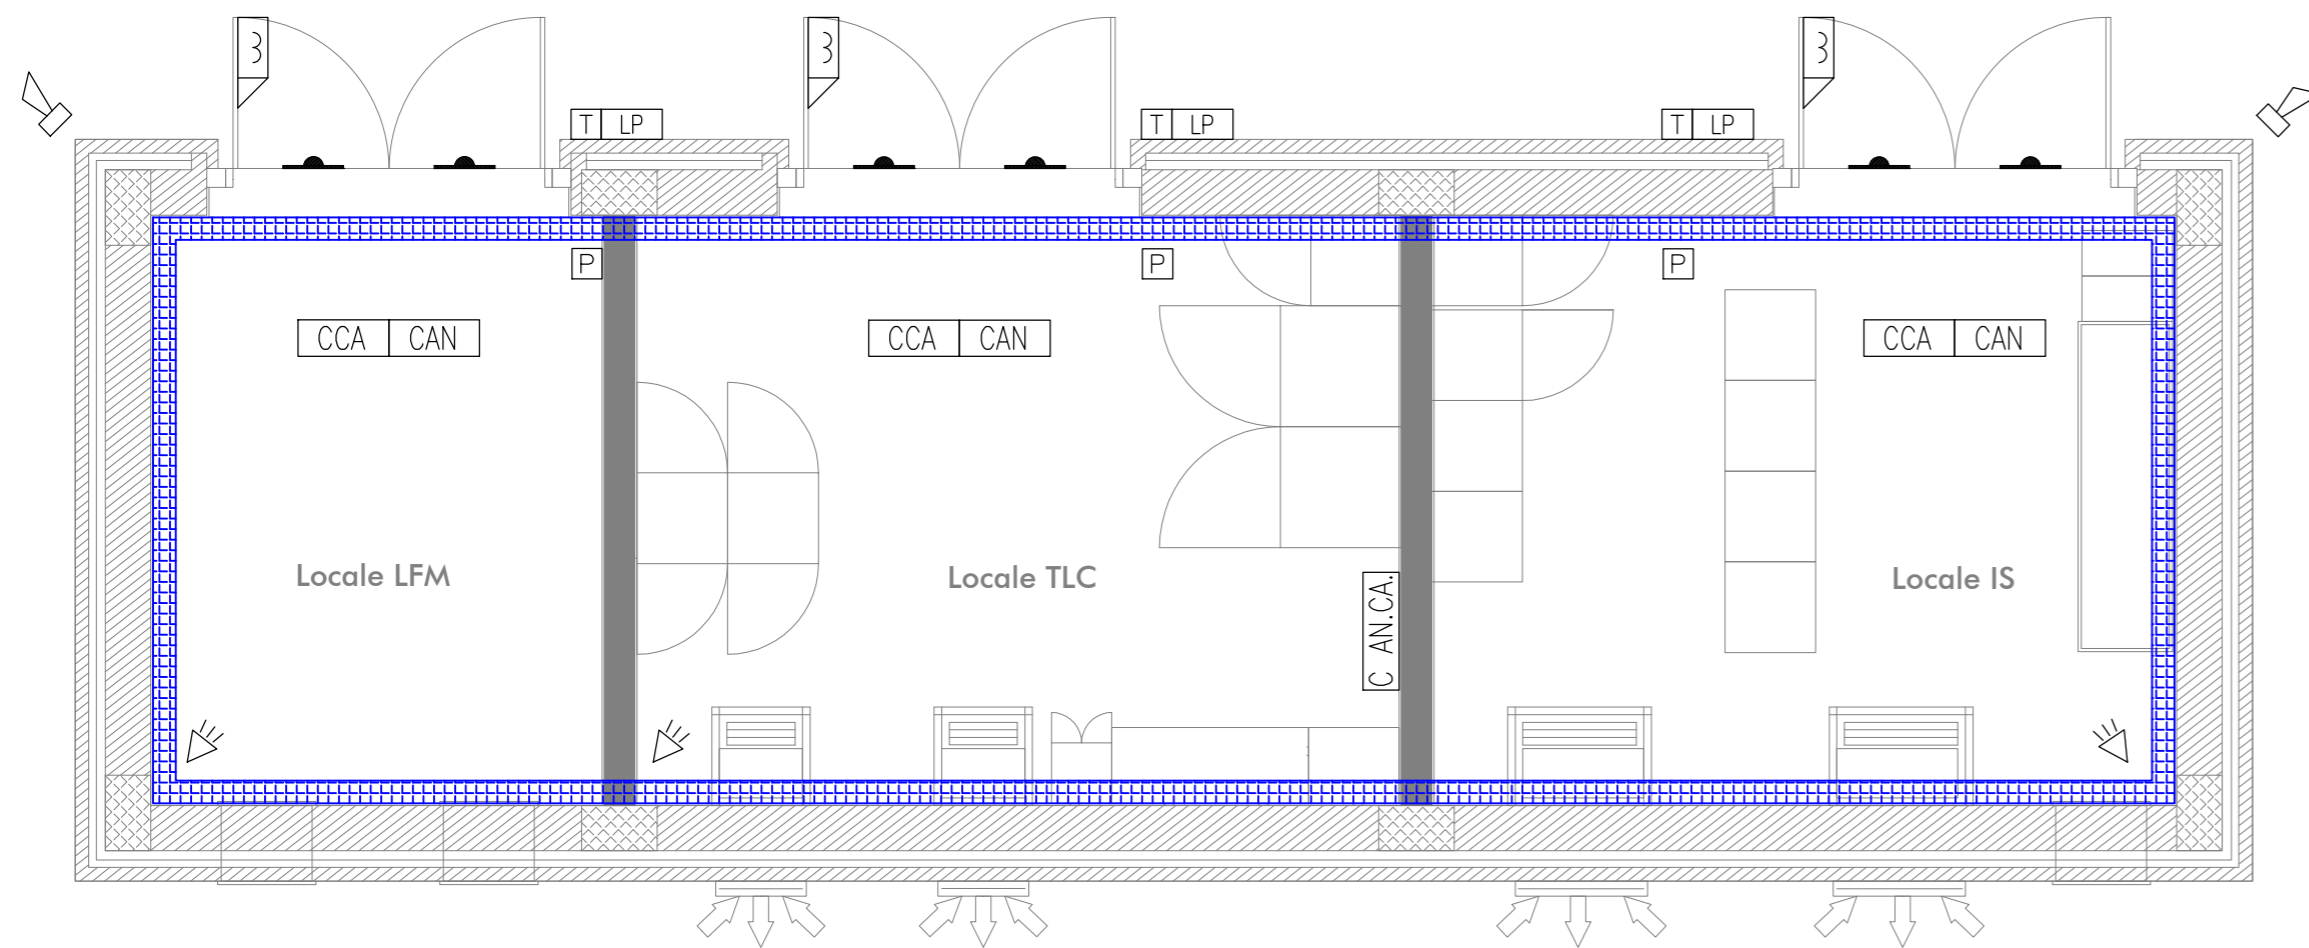 3 3 3
T LP T LP T LP
P P P
CCA CAN CCA CAN CCA CAN
Locale LFM Locale TLC Locale IS
C AN.CA.